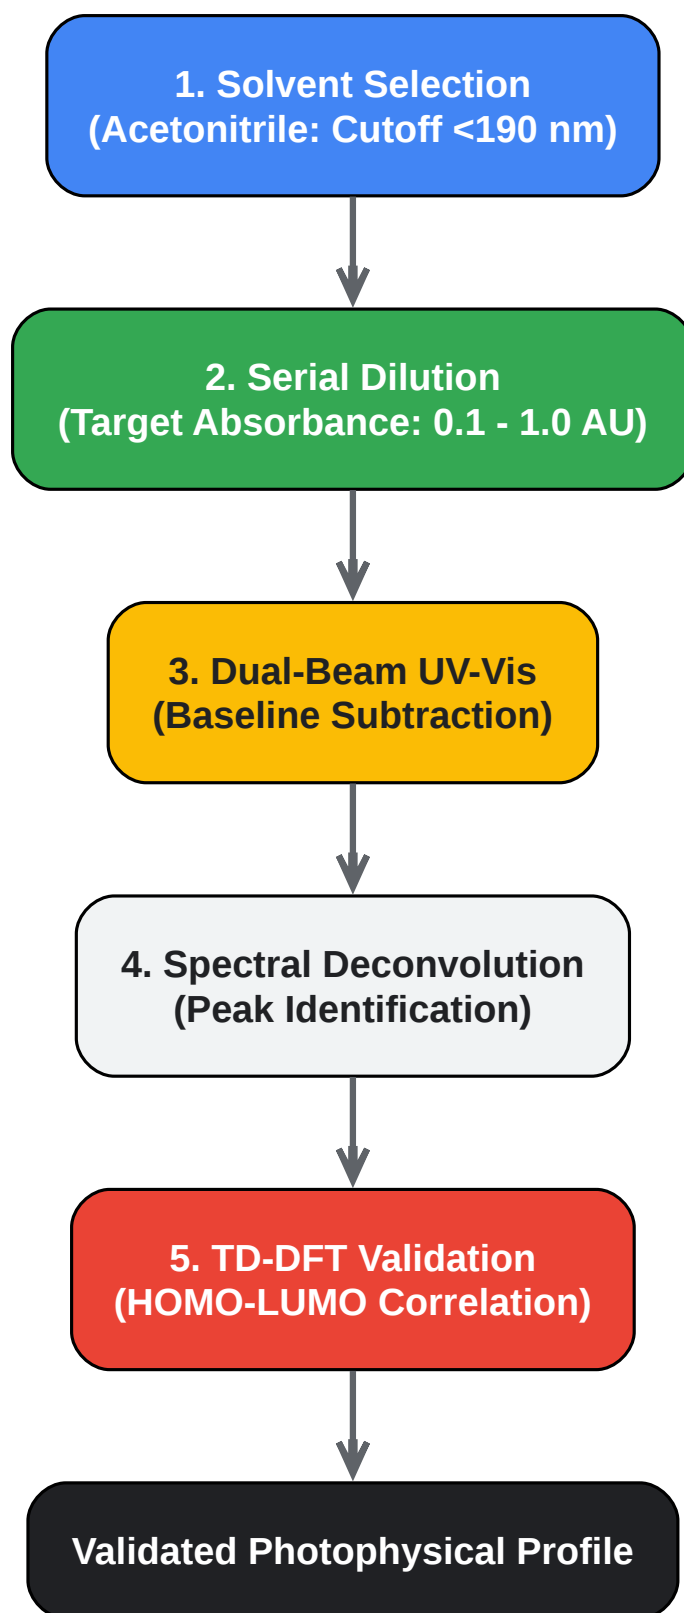 1. Solvent Selection
(Acetonitrile: Cutoff <190 nm)
2. Serial Dilution
(Target Absorbance: 0.1 - 1.0 AU)
3. Dual-Beam UV-Vis
(Baseline Subtraction)
4. Spectral Deconvolution
(Peak Identification)
5. TD-DFT Validation
(HOMO-LUMO Correlation)
Validated Photophysical Profile